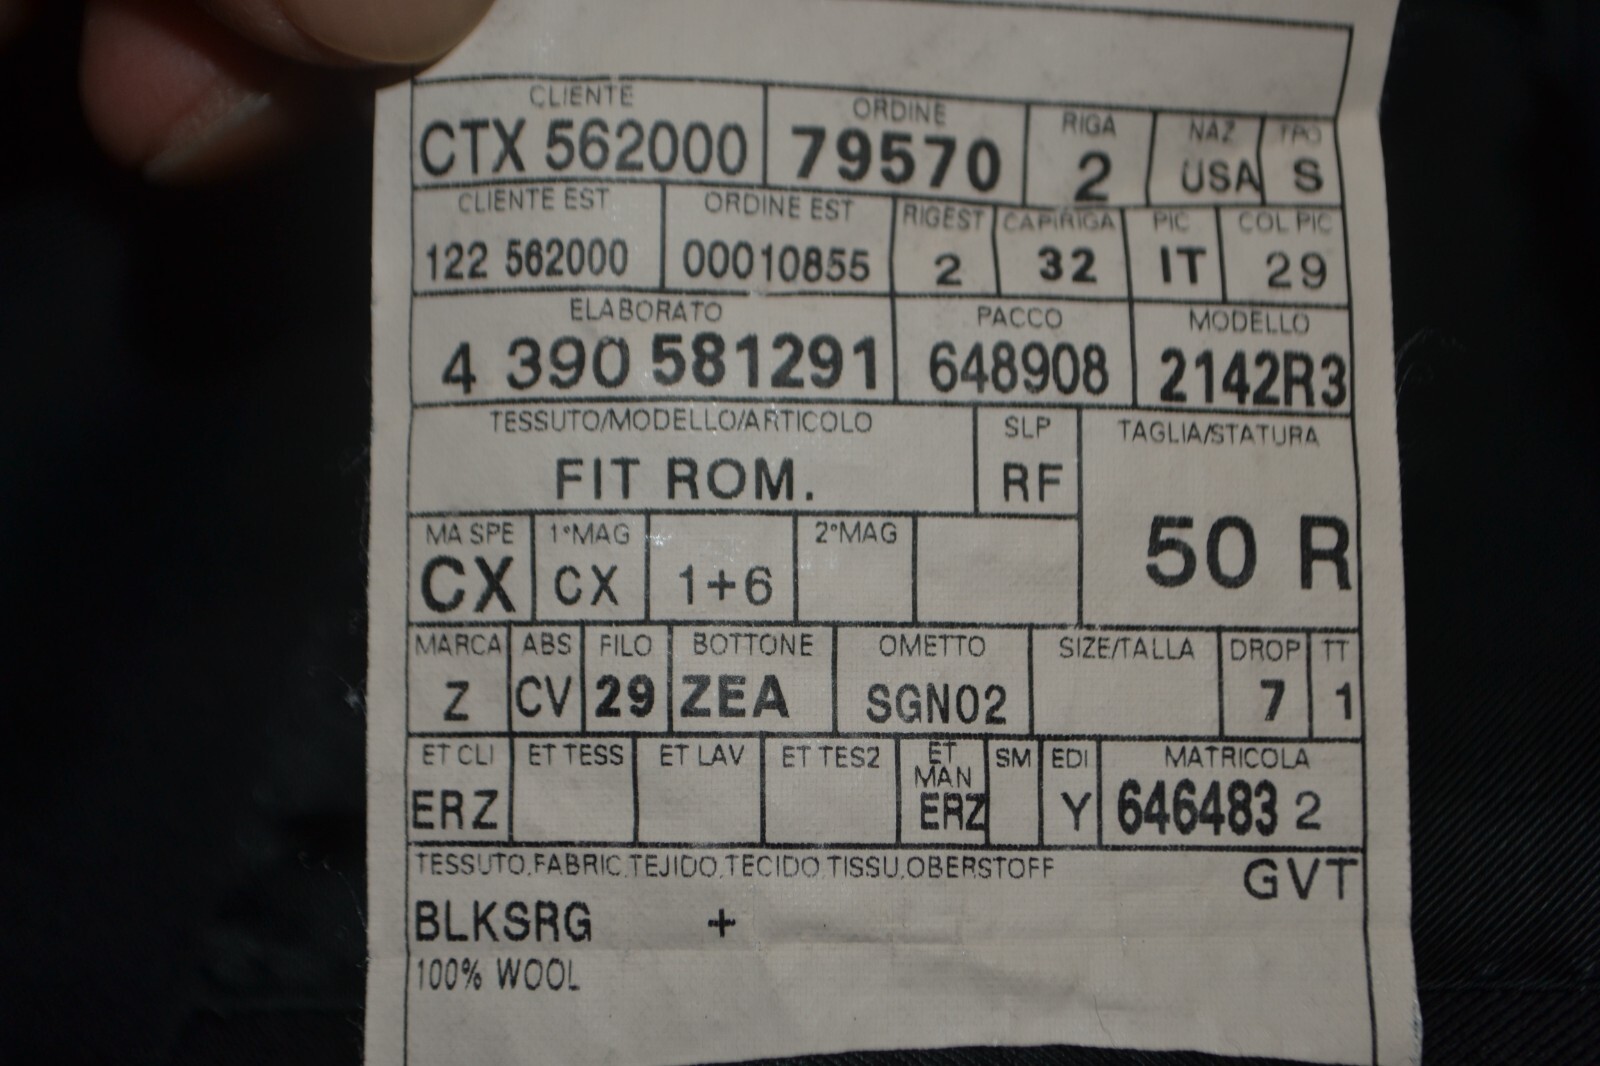 CLIENTE ORDINE RIGA NAZ TPO
CTX 562000 79570 2 USA S
CLIENTE EST ORDINE EST RIGEST CAPIRIGA PIC COL PIC
122 562000 00010855 2 32 IT 29
ELABORATO PACCO MODELLO
4 390 581291 648908 2142R3
TESSUTO/MODELLO/ARTICOLO SLP TAGLIA/STATURA
FIT ROM. RF
50 R
MA SPE 1°MAG 2°MAG
CX CX 1+6
MARCA ABS FILO BOTTONE OMETTO SIZE/TALLA DROP TT
Z CV 29 ZEA SGN02 7 1
ET CLI ET TESS ET LAV ET TES2 ET MAN SM EDI MATRICOLA
ERZ ERZ Y 646483 2
TESSUTO,FABRIC,TEJIDO,TECIDO,TISSU,OBERSTOFF GVT
BLKSRG +
100% WOOL